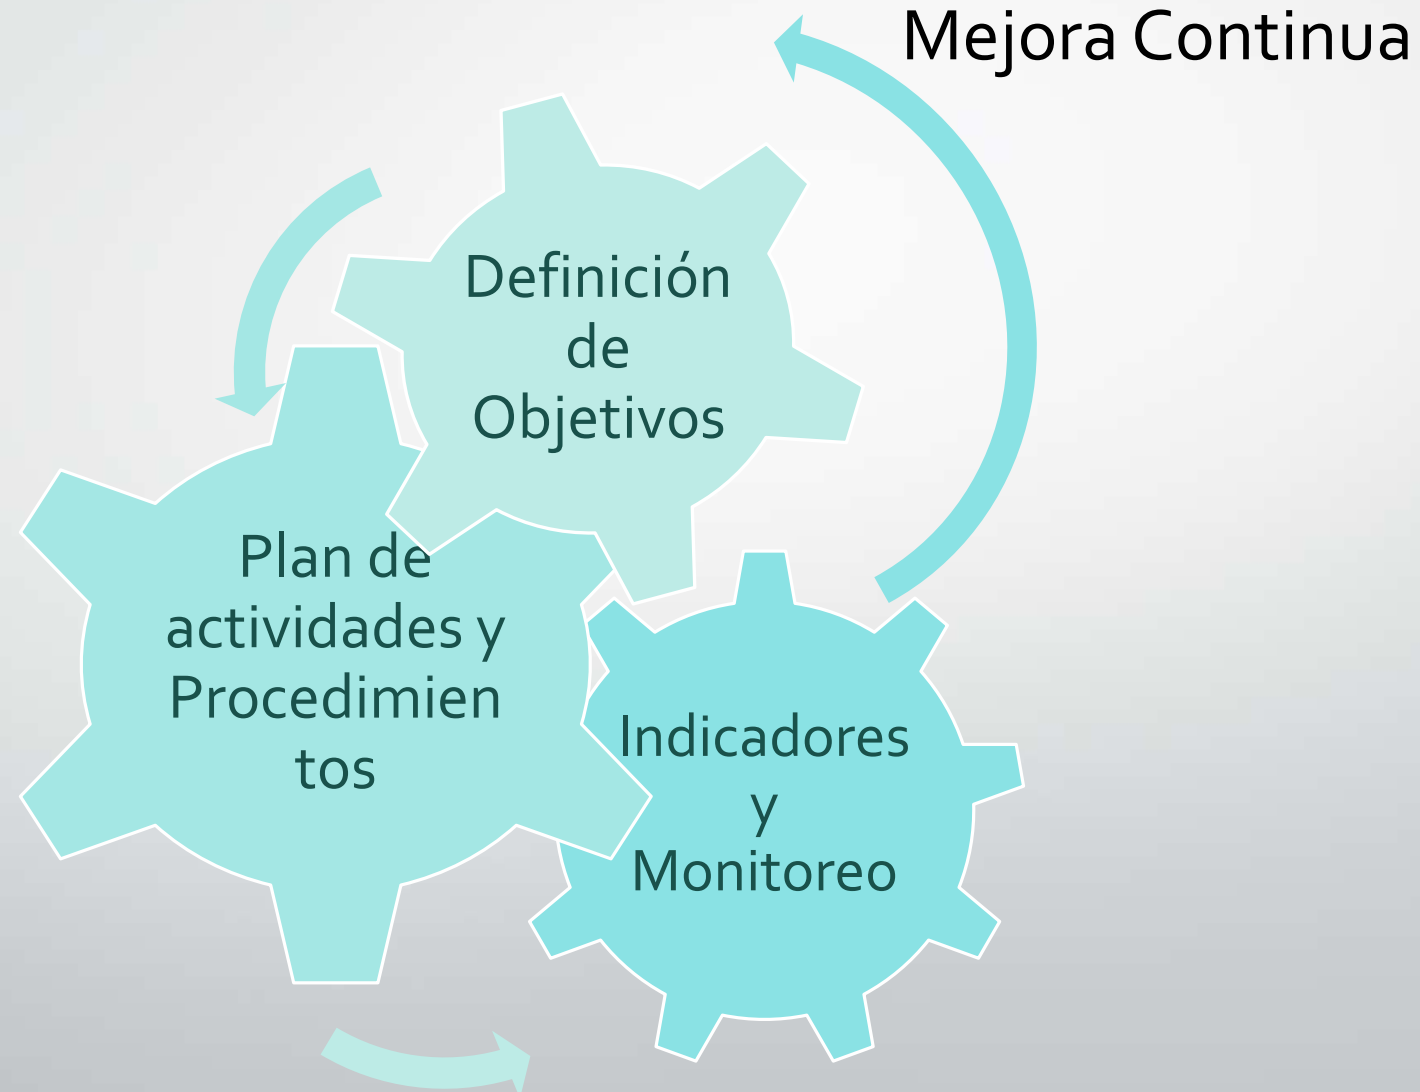 Mejora Continua
Definición
de
Objetivos
Plan de
actividades y
Procedimien
tos
Indicadores
y
Monitoreo